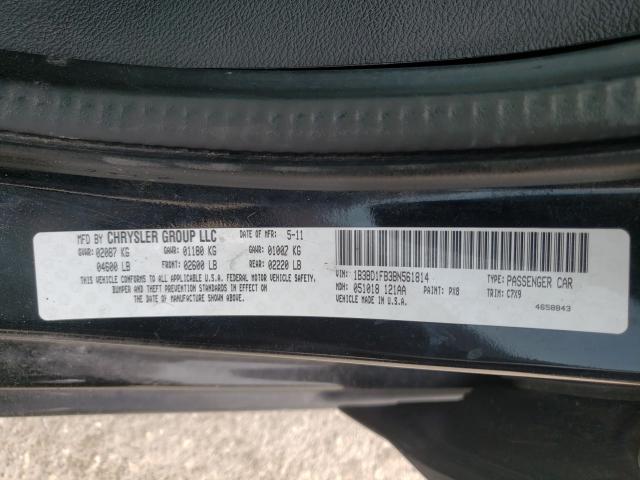 MFD BY CHRYSLER GROUP LLC DATE OF MFR: 5-11
GVWR: 02087 KG GAWR: 01180 KG GAWR: 01007 KG
04600 LB FRONT: 02600 LB REAR: 02220 LB
THIS VEHICLE CONFORMS TO ALL APPLICABLE U.S.A. FEDERAL MOTOR VEHICLE SAFETY,
BUMPER AND THEFT PREVENTION STANDARDS IN EFFECT ON
THE DATE OF MANUFACTURE SHOWN ABOVE.
VIN: 1B3BD1FB3BN561814 TYPE: PASSENGER CAR
MDH: 051018 121AA PAINT: PX8 TRIM: C7X9
VEHICLE MADE IN U.S.A. 4658843